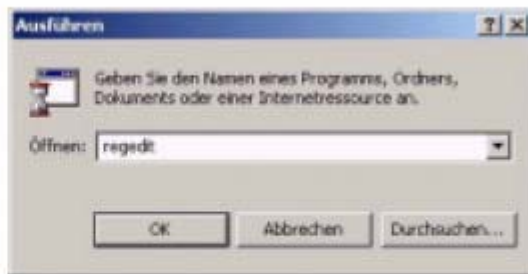 Ausführen
Geben Sie den Namen eines Programms, Ordners,
Dokuments oder einer Internetressource an.
Öffnen: regedit
OK Abbrechen Durchsuchen...